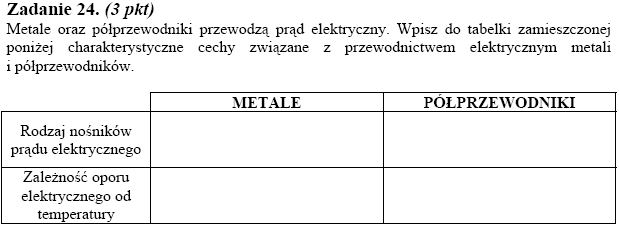 Zadanie 24. (3 pkt)
Metale oraz półprzewodniki przewodzą prąd elektryczny. Wpisz do tabelki zamieszczonej
poniżej charakterystyczne cechy związane z przewodnictwem elektrycznym metali
i półprzewodników.
METALE PÓŁPRZEWODNIKI
Rodzaj nośników
prądu elektrycznego
Zależność oporu
elektrycznego od
temperatury